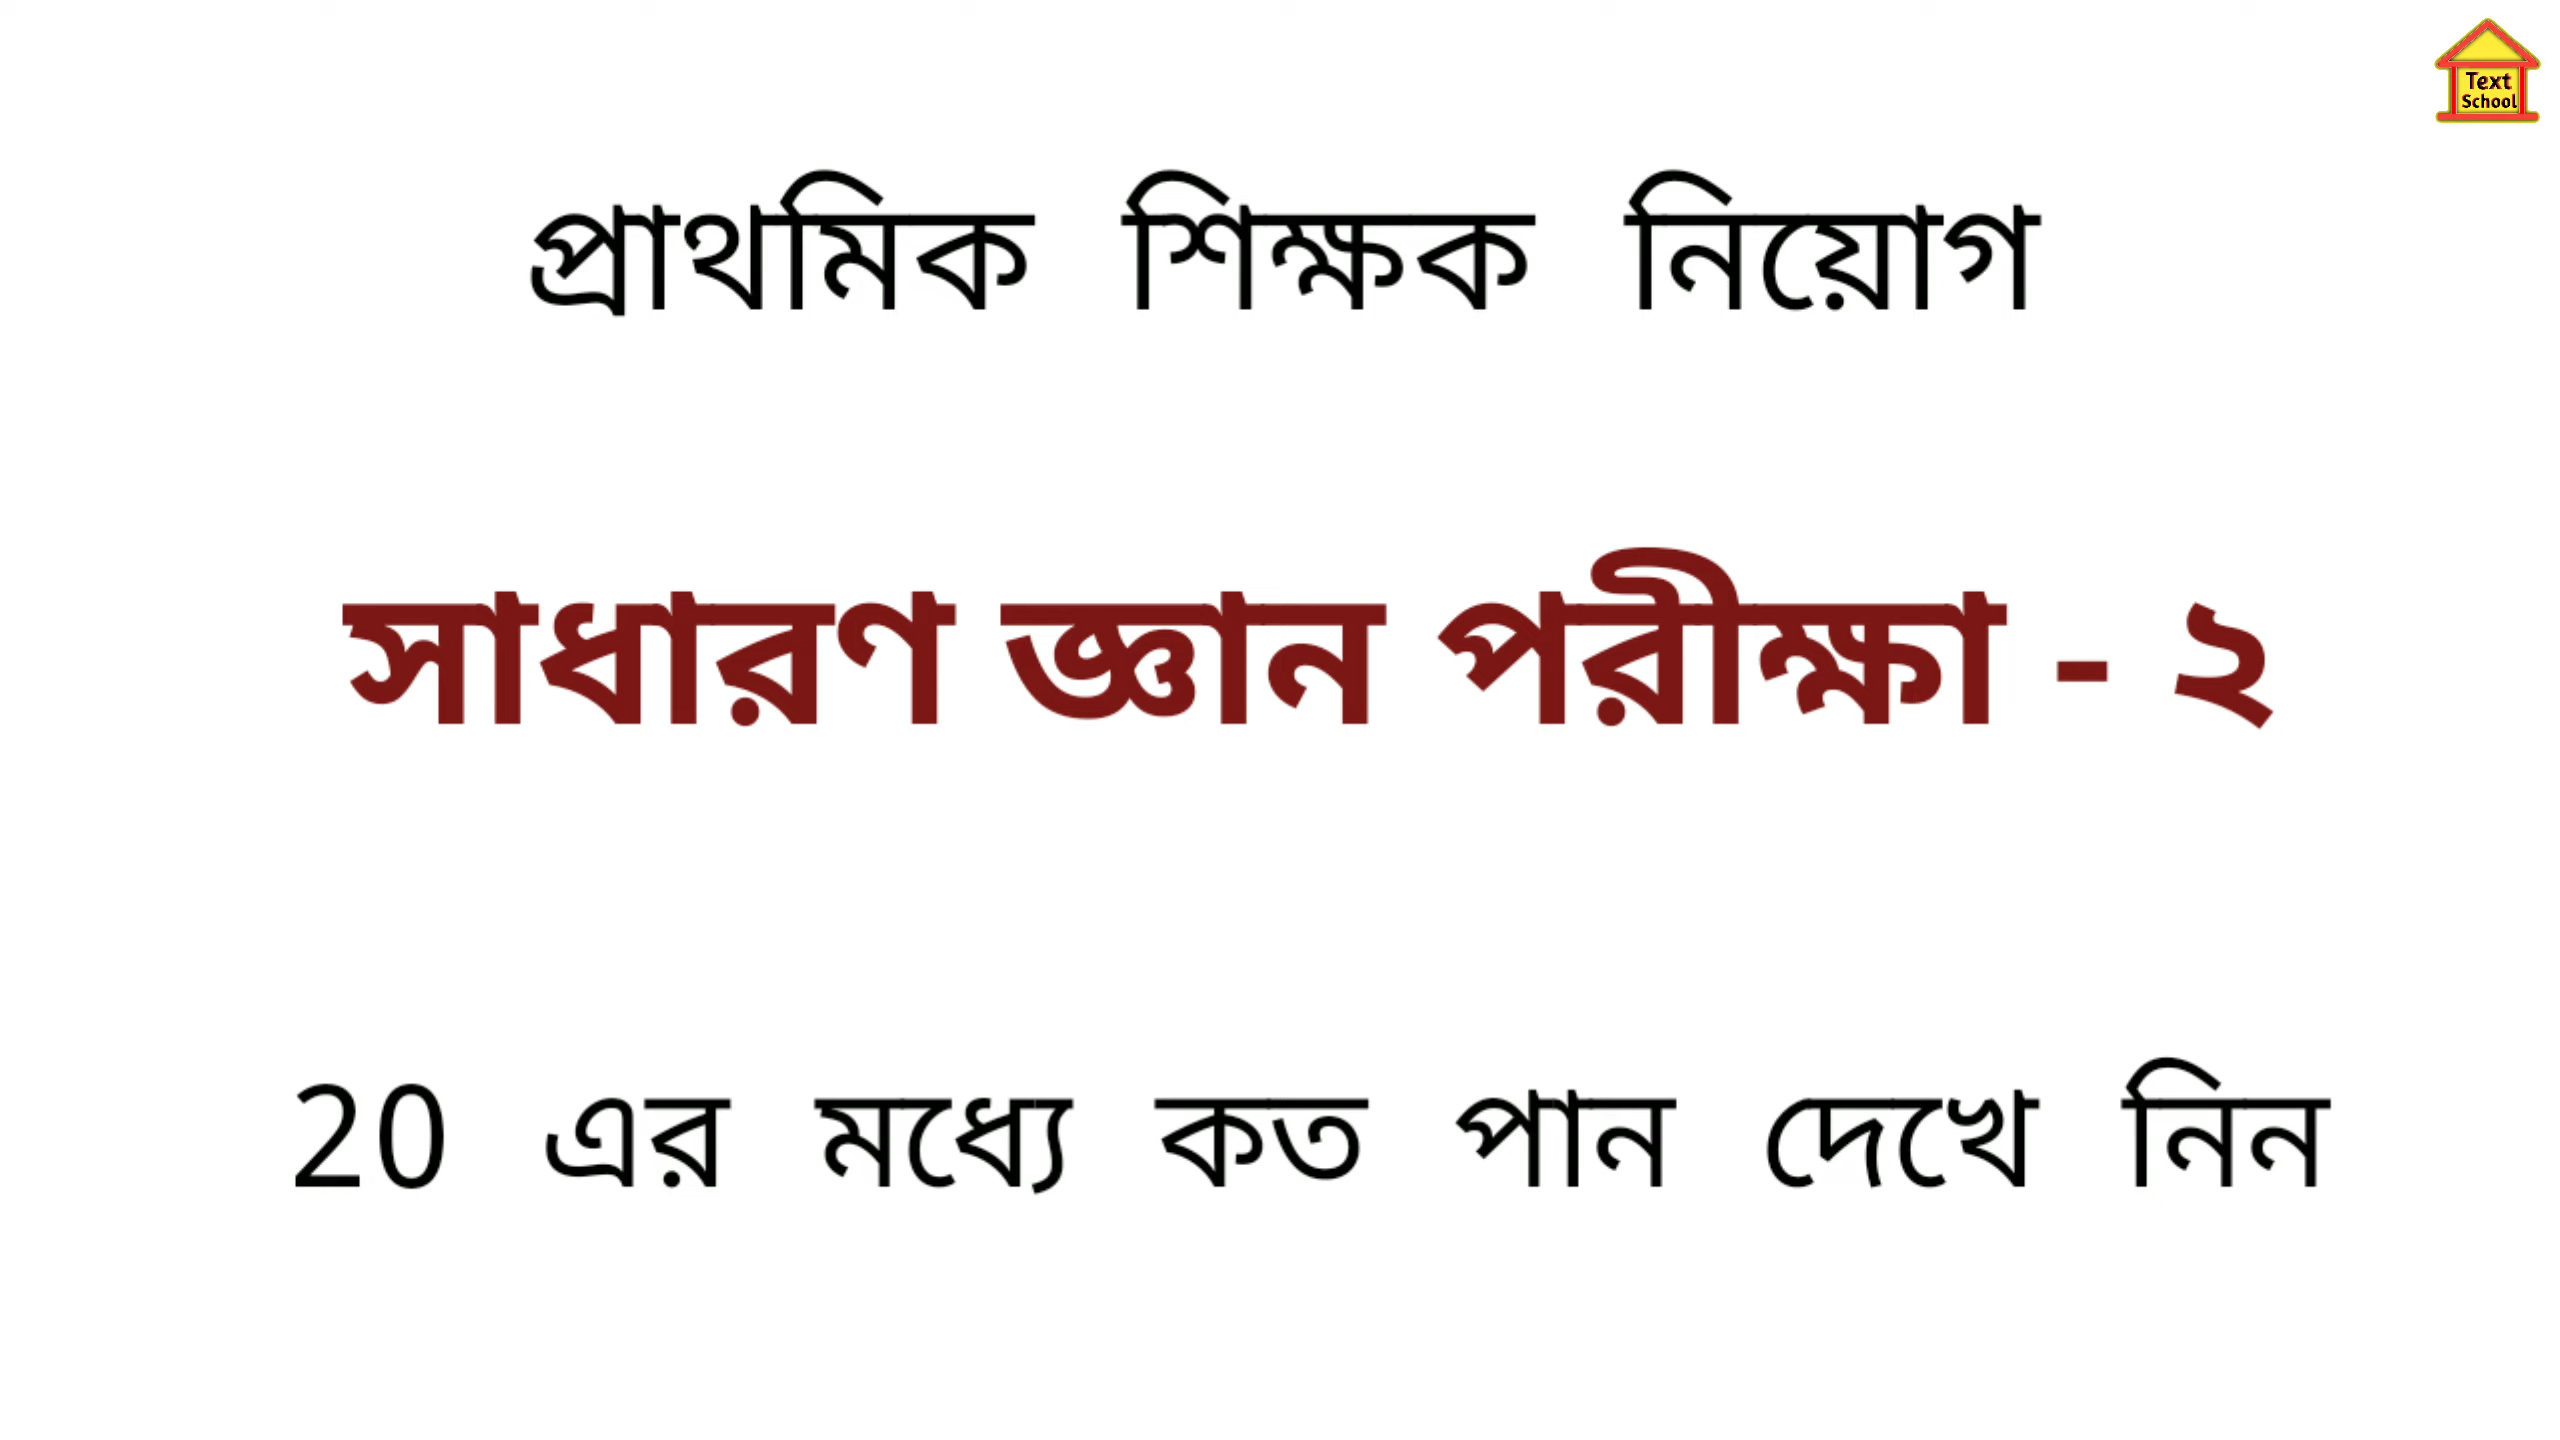 Text
School
প্রাথমিক শিক্ষক নিয়োগ
সাধারণ জ্ঞান পরীক্ষা - ২
20 এর মধ্যে কত পান দেখে নিন